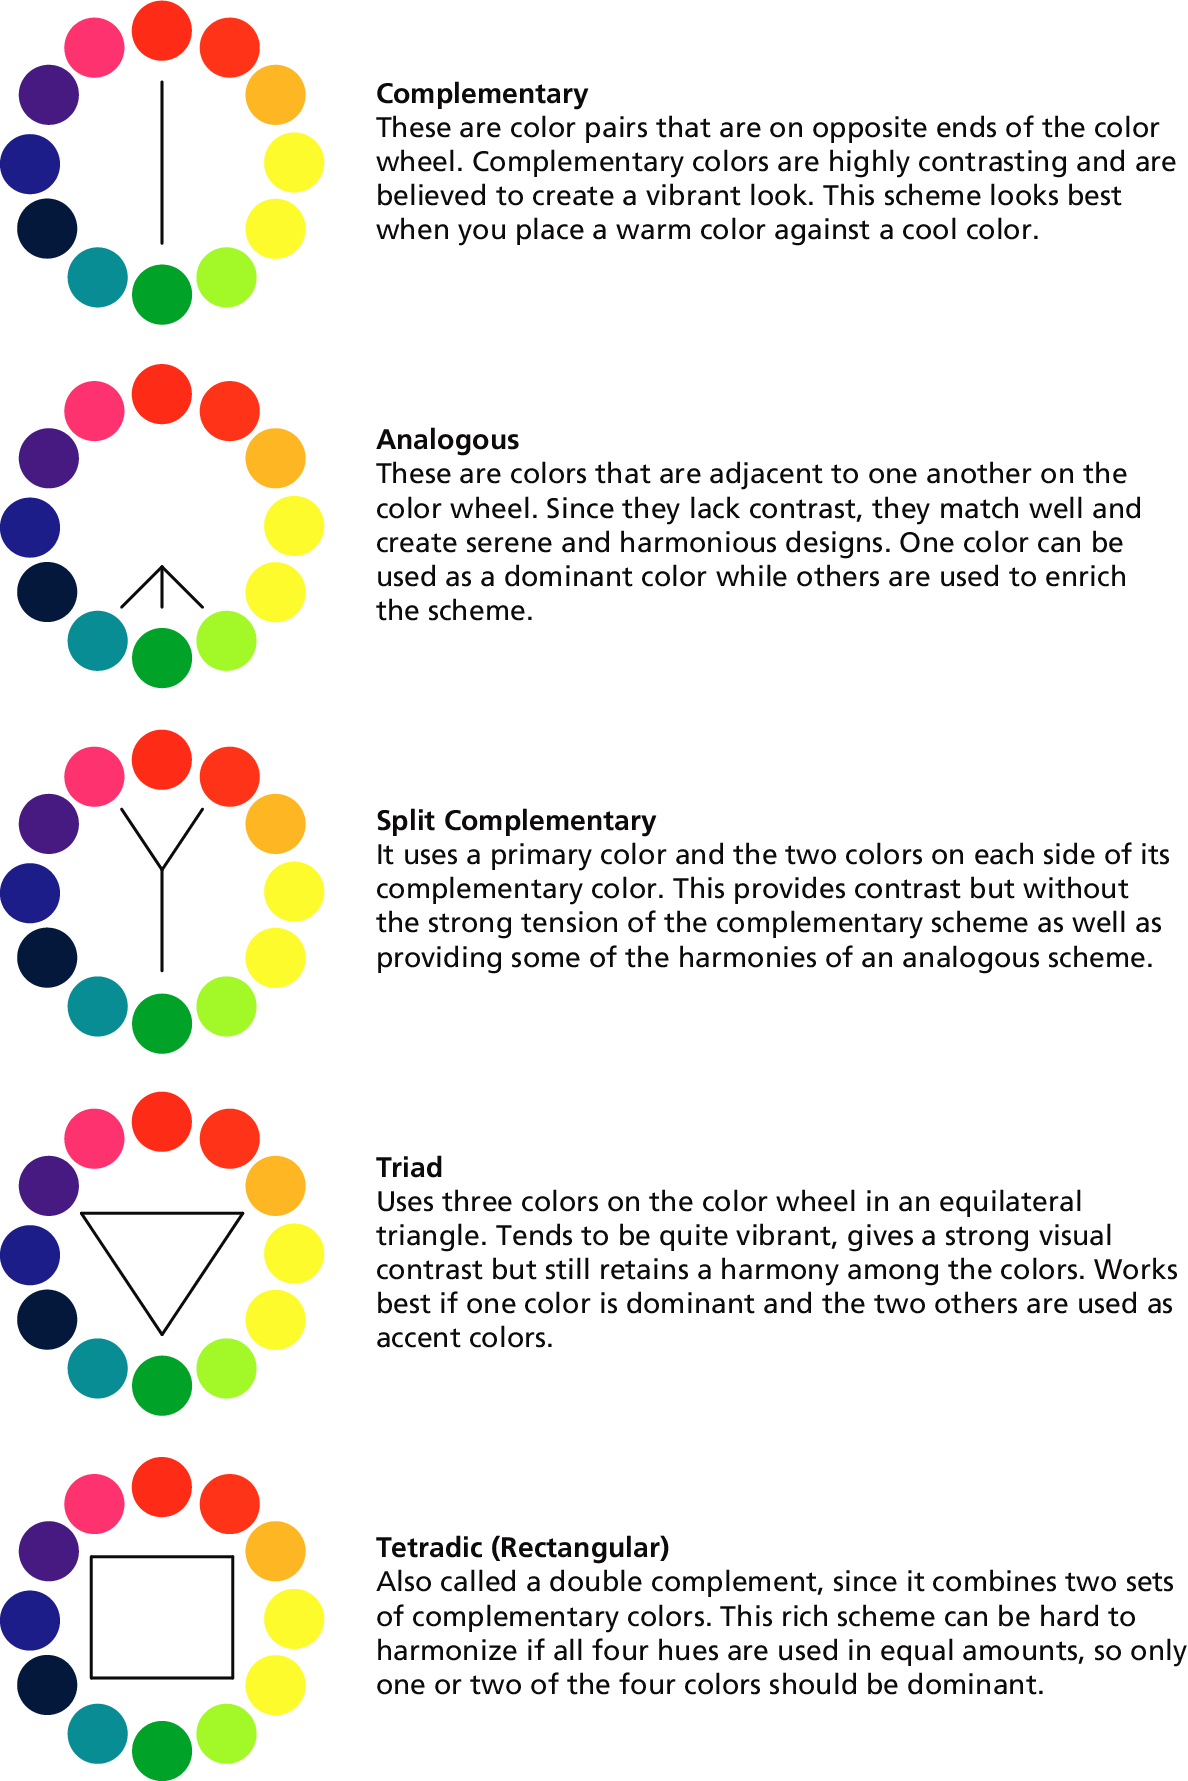 Complementary
These are color pairs that are on opposite ends of the color
wheel. Complementary colors are highly contrasting and are
believed to create a vibrant look. This scheme looks best
when you place a warm color against a cool color.
Analogous
These are colors that are adjacent to one another on the
color wheel. Since they lack contrast, they match well and
create serene and harmonious designs. One color can be
used as a dominant color while others are used to enrich
the scheme.
Split Complementary
It uses a primary color and the two colors on each side of its
complementary color. This provides contrast but without
the strong tension of the complementary scheme as well as
providing some of the harmonies of an analogous scheme.
Triad
Uses three colors on the color wheel in an equilateral
triangle. Tends to be quite vibrant, gives a strong visual
contrast but still retains a harmony among the colors. Works
best if one color is dominant and the two others are used as
accent colors.
Tetradic (Rectangular)
Also called a double complement, since it combines two sets
of complementary colors. This rich scheme can be hard to
harmonize if all four hues are used in equal amounts, so only
one or two of the four colors should be dominant.